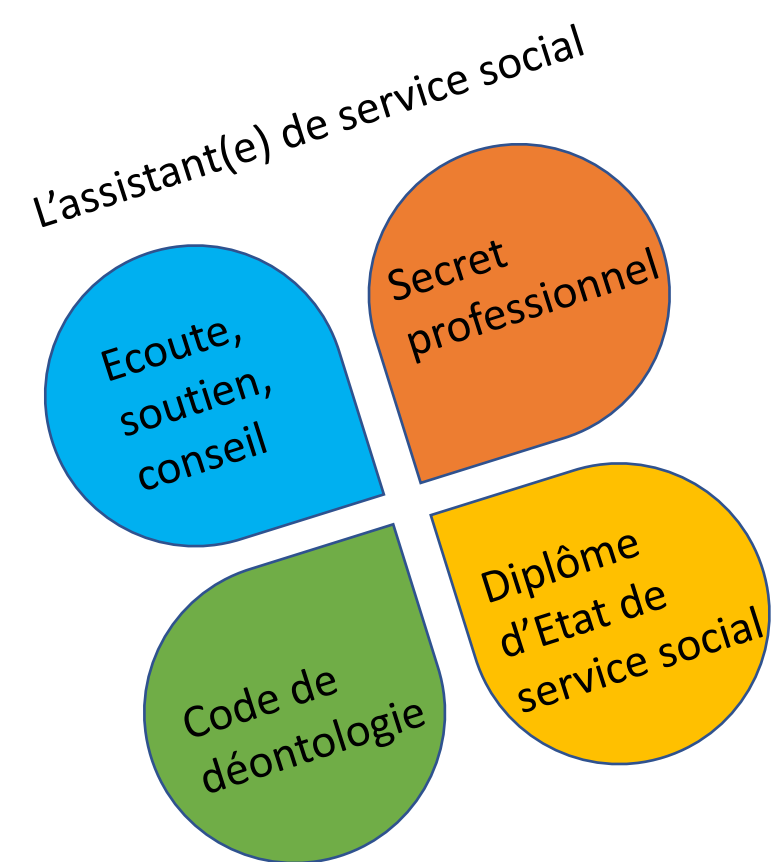 L’assistant(e) de service social
Ecoute,
soutien,
conseil
Secret
professionnel
Code de
déontologie
Diplôme
d’Etat de
service social